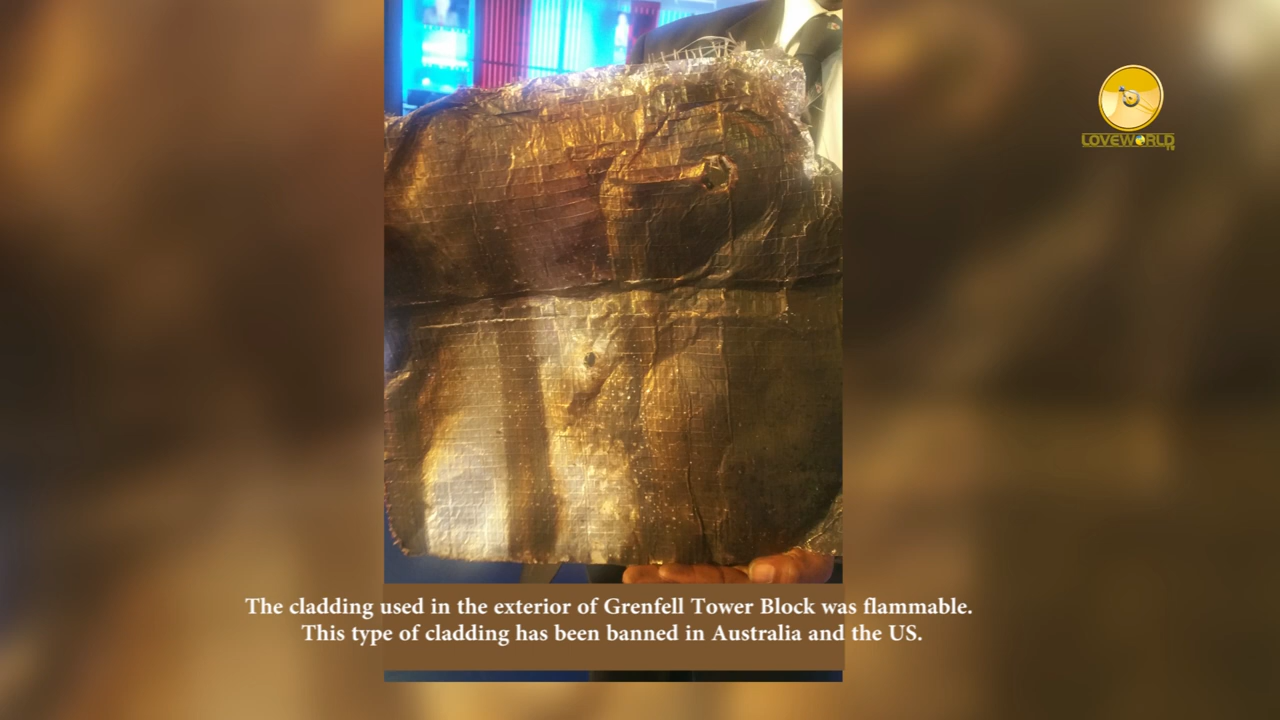 LOVEWORLD
The cladding used in the exterior of Grenfell Tower Block was flammable.
This type of cladding has been banned in Australia and the US.